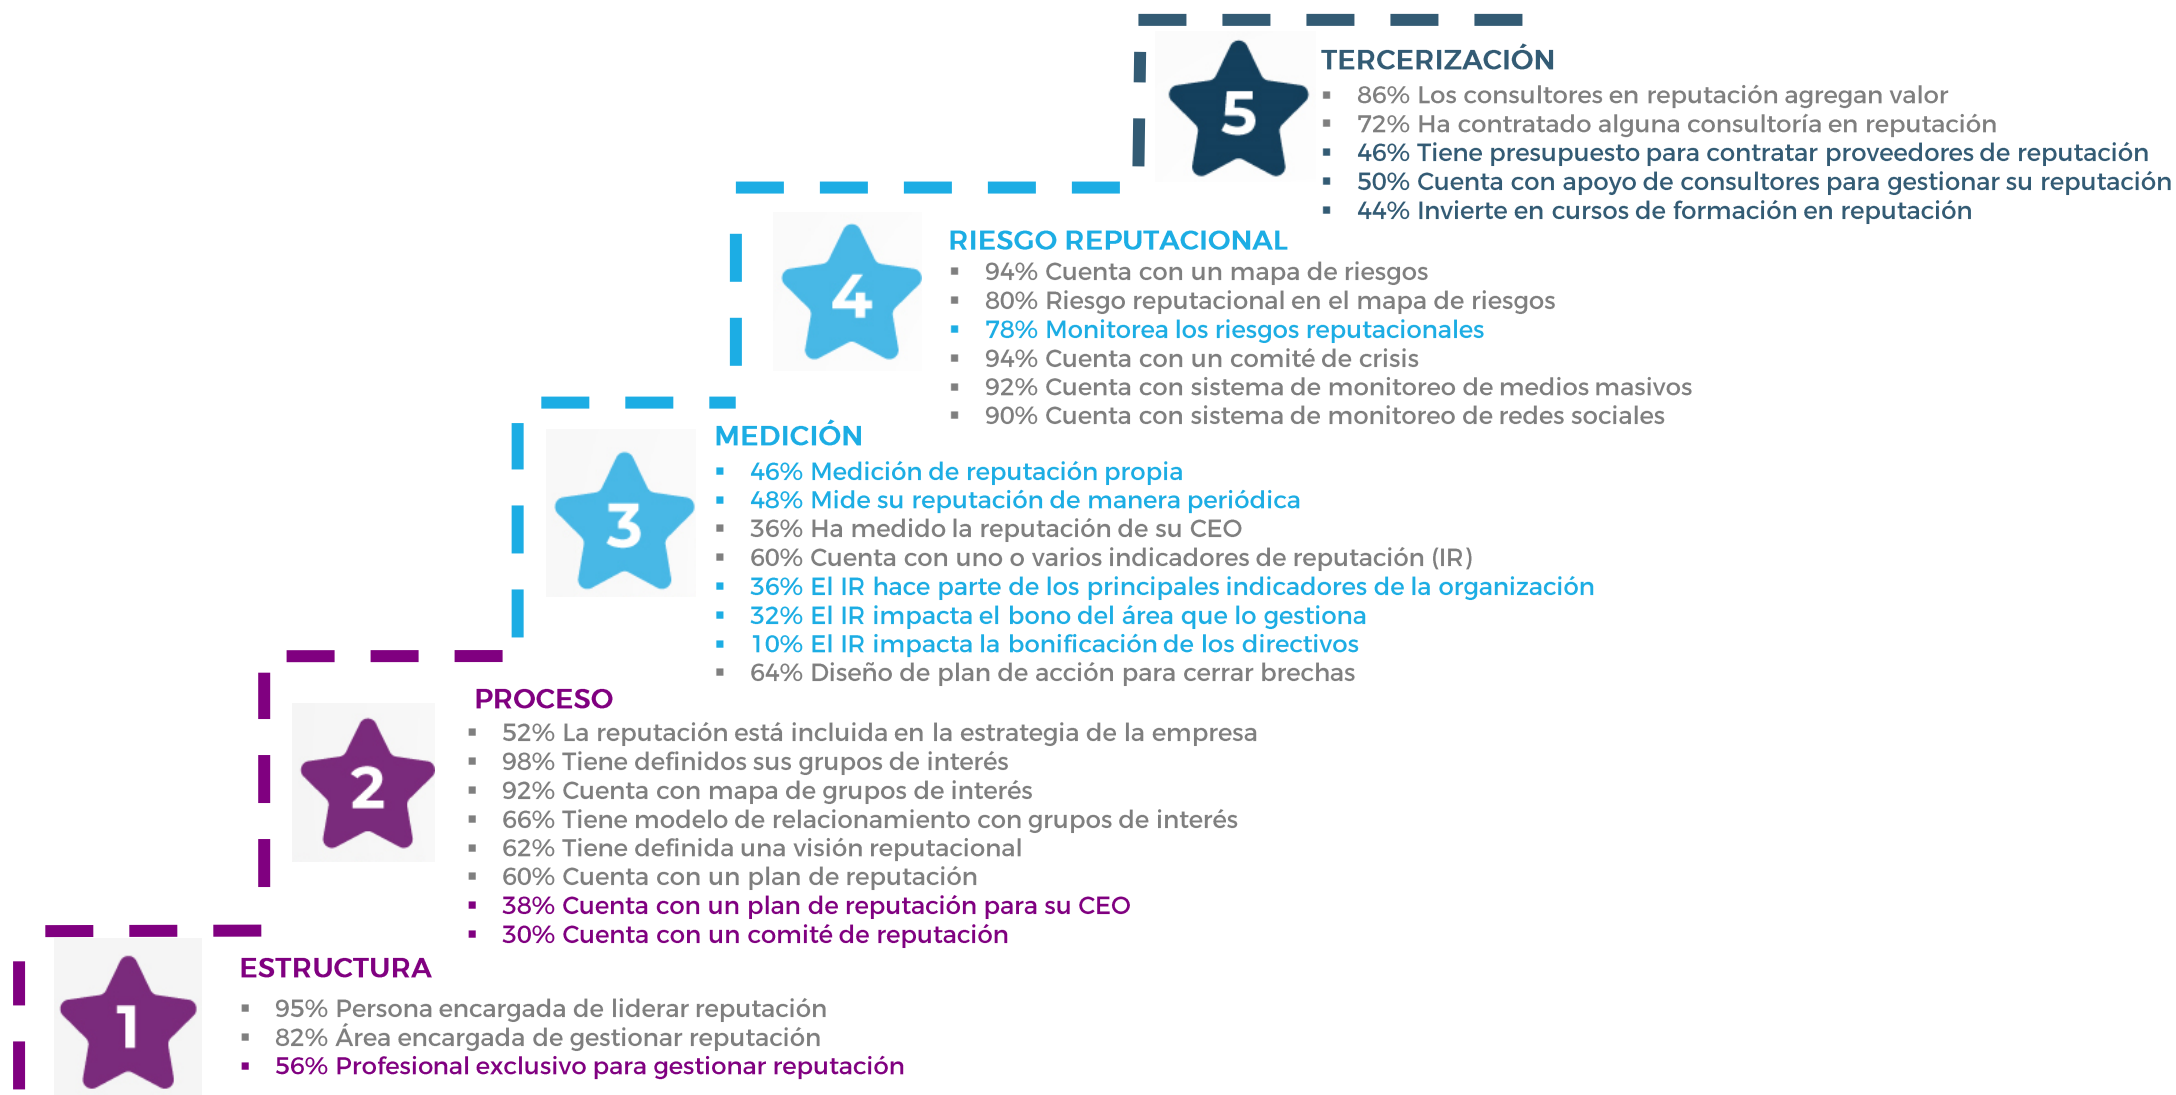 5
TERCERIZACIÓN
▪ 86% Los consultores en reputación agregan valor
▪ 72% Ha contratado alguna consultoría en reputación
▪ 46% Tiene presupuesto para contratar proveedores de reputación
▪ 50% Cuenta con apoyo de consultores para gestionar su reputación
▪ 44% Invierte en cursos de formación en reputación
4
RIESGO REPUTACIONAL
▪ 94% Cuenta con un mapa de riesgos
▪ 80% Riesgo reputacional en el mapa de riesgos
▪ 78% Monitorea los riesgos reputacionales
▪ 94% Cuenta con un comité de crisis
▪ 92% Cuenta con sistema de monitoreo de medios masivos
▪ 90% Cuenta con sistema de monitoreo de redes sociales
3
MEDICIÓN
▪ 46% Medición de reputación propia
▪ 48% Mide su reputación de manera periódica
▪ 36% Ha medido la reputación de su CEO
▪ 60% Cuenta con uno o varios indicadores de reputación (IR)
▪ 36% El IR hace parte de los principales indicadores de la organización
▪ 32% El IR impacta el bono del área que lo gestiona
▪ 10% El IR impacta la bonificación de los directivos
▪ 64% Diseño de plan de acción para cerrar brechas
2
PROCESO
▪ 52% La reputación está incluida en la estrategia de la empresa
▪ 98% Tiene definidos sus grupos de interés
▪ 92% Cuenta con mapa de grupos de interés
▪ 66% Tiene modelo de relacionamiento con grupos de interés
▪ 62% Tiene definida una visión reputacional
▪ 60% Cuenta con un plan de reputación
▪ 38% Cuenta con un plan de reputación para su CEO
▪ 30% Cuenta con un comité de reputación
1
ESTRUCTURA
▪ 95% Persona encargada de liderar reputación
▪ 82% Área encargada de gestionar reputación
▪ 56% Profesional exclusivo para gestionar reputación